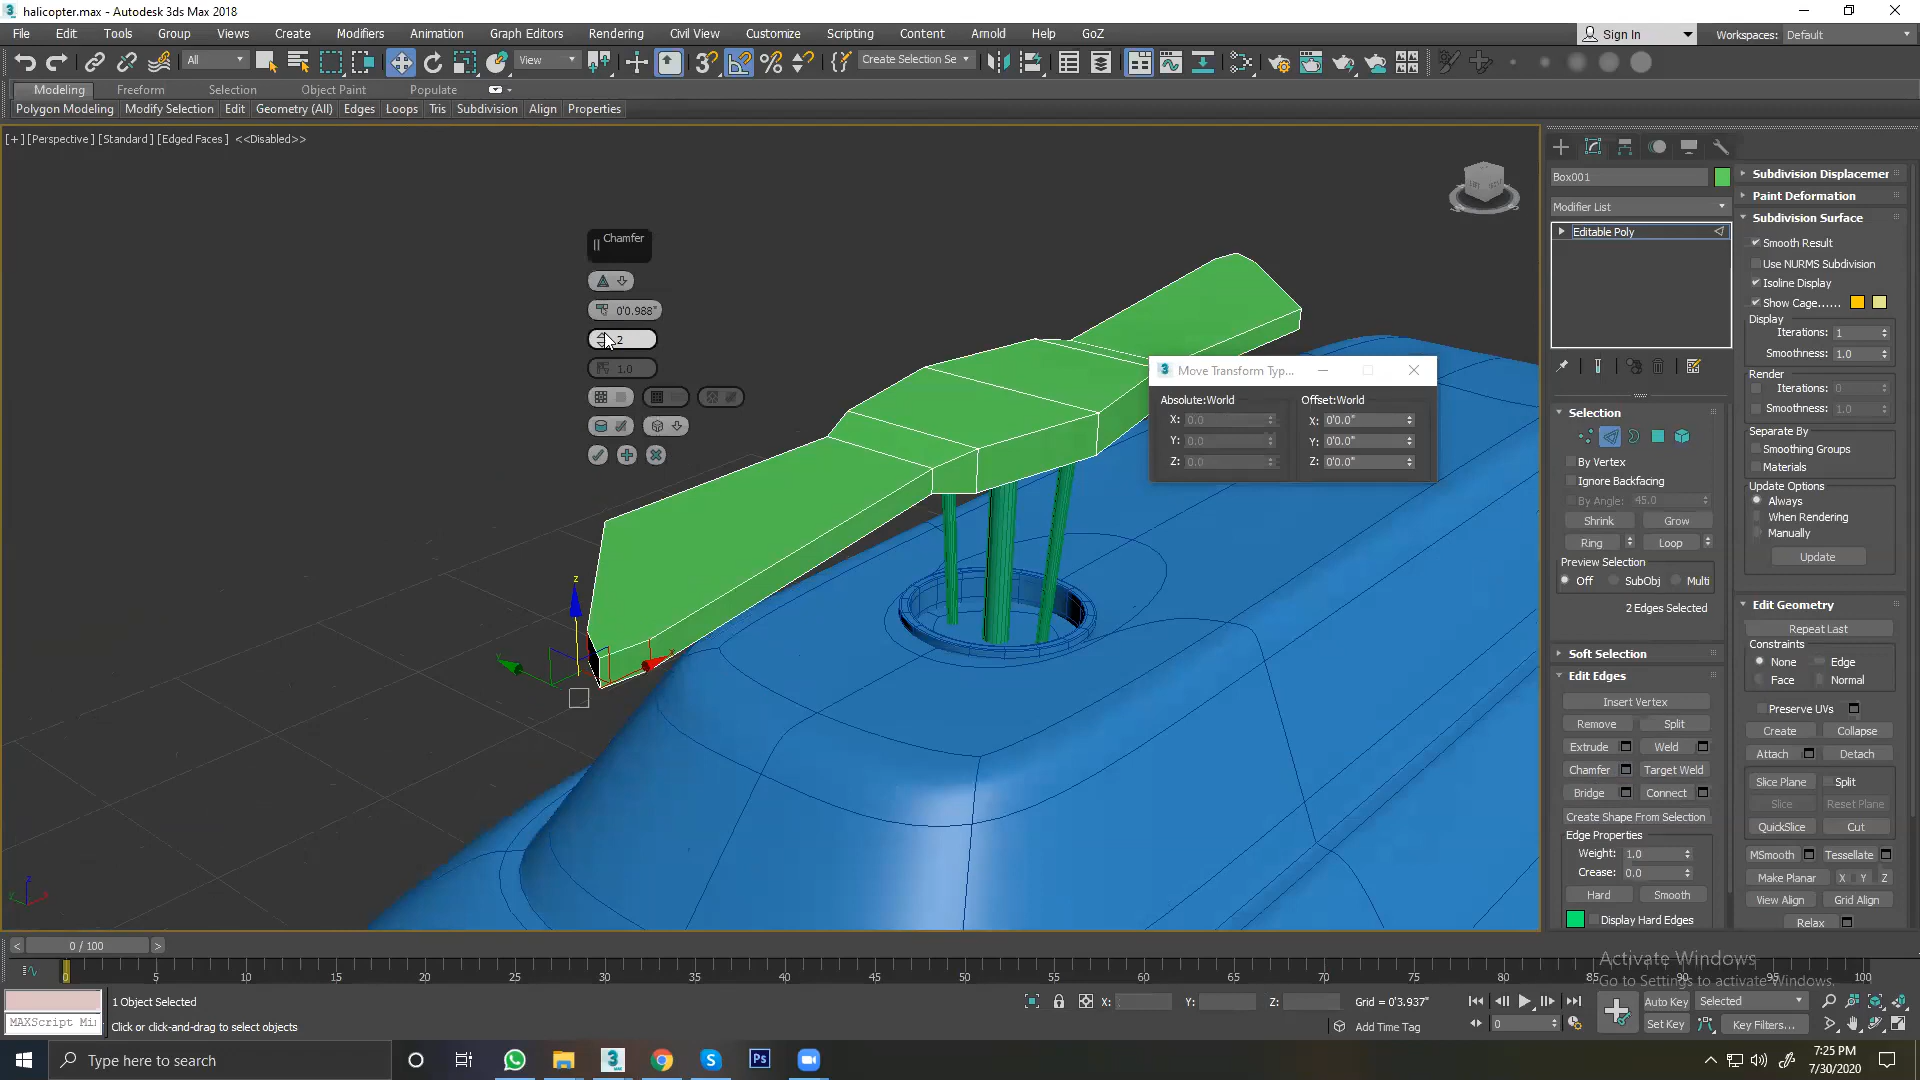 halicopter.max - Autodesk 3ds Max 2018
File Edit Tools Group Views Create Modifiers Animation Graph Editors Rendering Civil View Customize Scripting Content Arnold Help GoZ
Sign In Workspaces: Default
All View Create Selection Se
Modeling Freeform Selection Object Paint Populate
Polygon Modeling Modify Selection Edit Geometry (All) Edges Loops Tris Subdivision Align Properties
[+] [Perspective] [Standard] [Edged Faces] <<Disabled>>
Chamfer
0'0.988"
2
1.0
Move Transform Typ...
Absolute:World Offset:World
X: 0.0 X: 0'0.0"
Y: 0.0 Y: 0'0.0"
Z: 0.0 Z: 0'0.0"
Box001
Modifier List
Editable Poly
Selection
By Vertex
Ignore Backfacing
By Angle: 45.0
Shrink Grow
Ring Loop
Preview Selection
Off SubObj Multi
2 Edges Selected
Soft Selection
Edit Edges
Insert Vertex
Remove Split
Extrude Weld
Chamfer Target Weld
Bridge Connect
Create Shape From Selection
Edge Properties
Weight: 1.0
Crease: 0.0
Hard Smooth
Display Hard Edges
Subdivision Displacemer
Paint Deformation
Subdivision Surface
Smooth Result
Use NURMS Subdivision
Isoline Display
Show Cage......
Display
Iterations: 1
Smoothness: 1.0
Render
Iterations: 0
Smoothness: 1.0
Separate By
Smoothing Groups
Materials
Update Options
Always
When Rendering
Manually
Update
Edit Geometry
Repeat Last
Constraints
None Edge
Face Normal
Preserve UVs
Create Collapse
Attach Detach
Slice Plane Split
Slice Reset Plane
QuickSlice Cut
MSmooth Tessellate
Make Planar X Y Z
View Align Grid Align
Relax
Activate Windows
Go to Settings to activate Windows.
0 / 100
0 5 10 15 20 25 30 35 40 45 50 55 60 65 70 75 80 85 90 95 100
MAXScript Mi
1 Object Selected
Click or click-and-drag to select objects
X: Y: Z: Grid = 0'3.937"
Add Time Tag
0
Auto Key Selected
Set Key Key Filters...
Type here to search
Ps
7:25 PM
7/30/2020